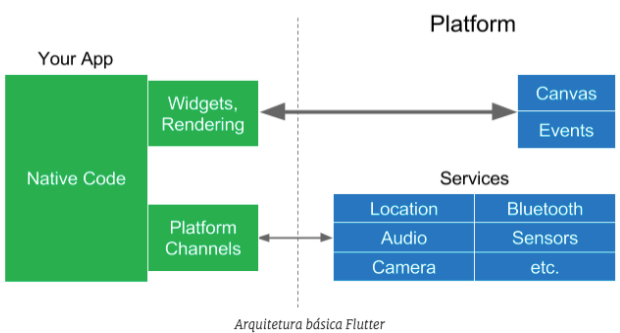 Platform
Your App
Native Code
Widgets,
Rendering
Canvas
Events
Platform
Channels
Services
Location
Bluetooth
Audio
Sensors
Camera
etc.
Arquitetura básica Flutter